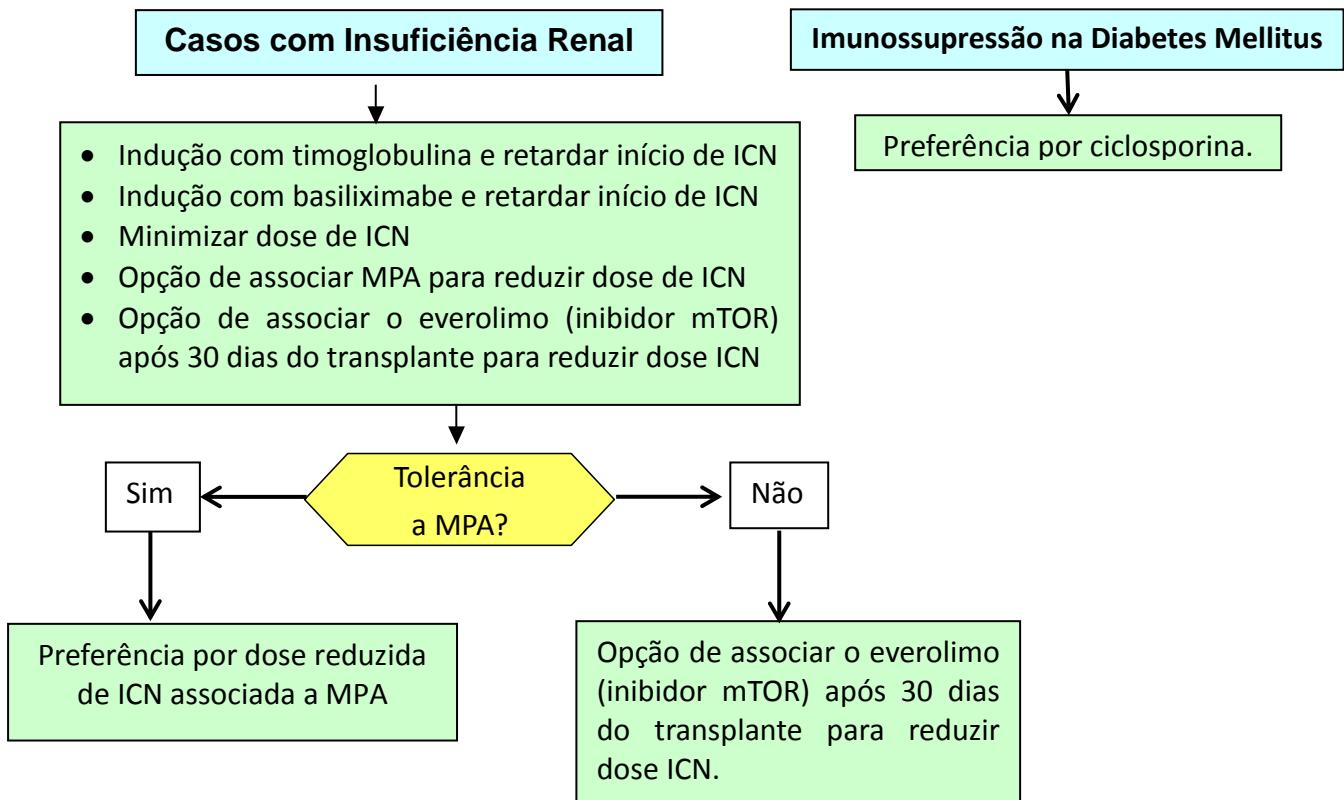 Casos com Insuficiência Renal
• Indução com timoglobulina e retardar início de ICN
• Indução com basiliximabe e retardar início de ICN
• Minimizar dose de ICN
• Opção de associar MPA para reduzir dose de ICN
• Opção de associar o everolimo (inibidor mTOR)
após 30 dias do transplante para reduzir dose ICN
Tolerância
a MPA?
Sim
Não
Preferência por dose reduzida
de ICN associada a MPA
Opção de associar o everolimo
(inibidor mTOR) após 30 dias
do transplante para reduzir
dose ICN.
Imunossupressão na Diabetes Mellitus
Preferência por ciclosporina.